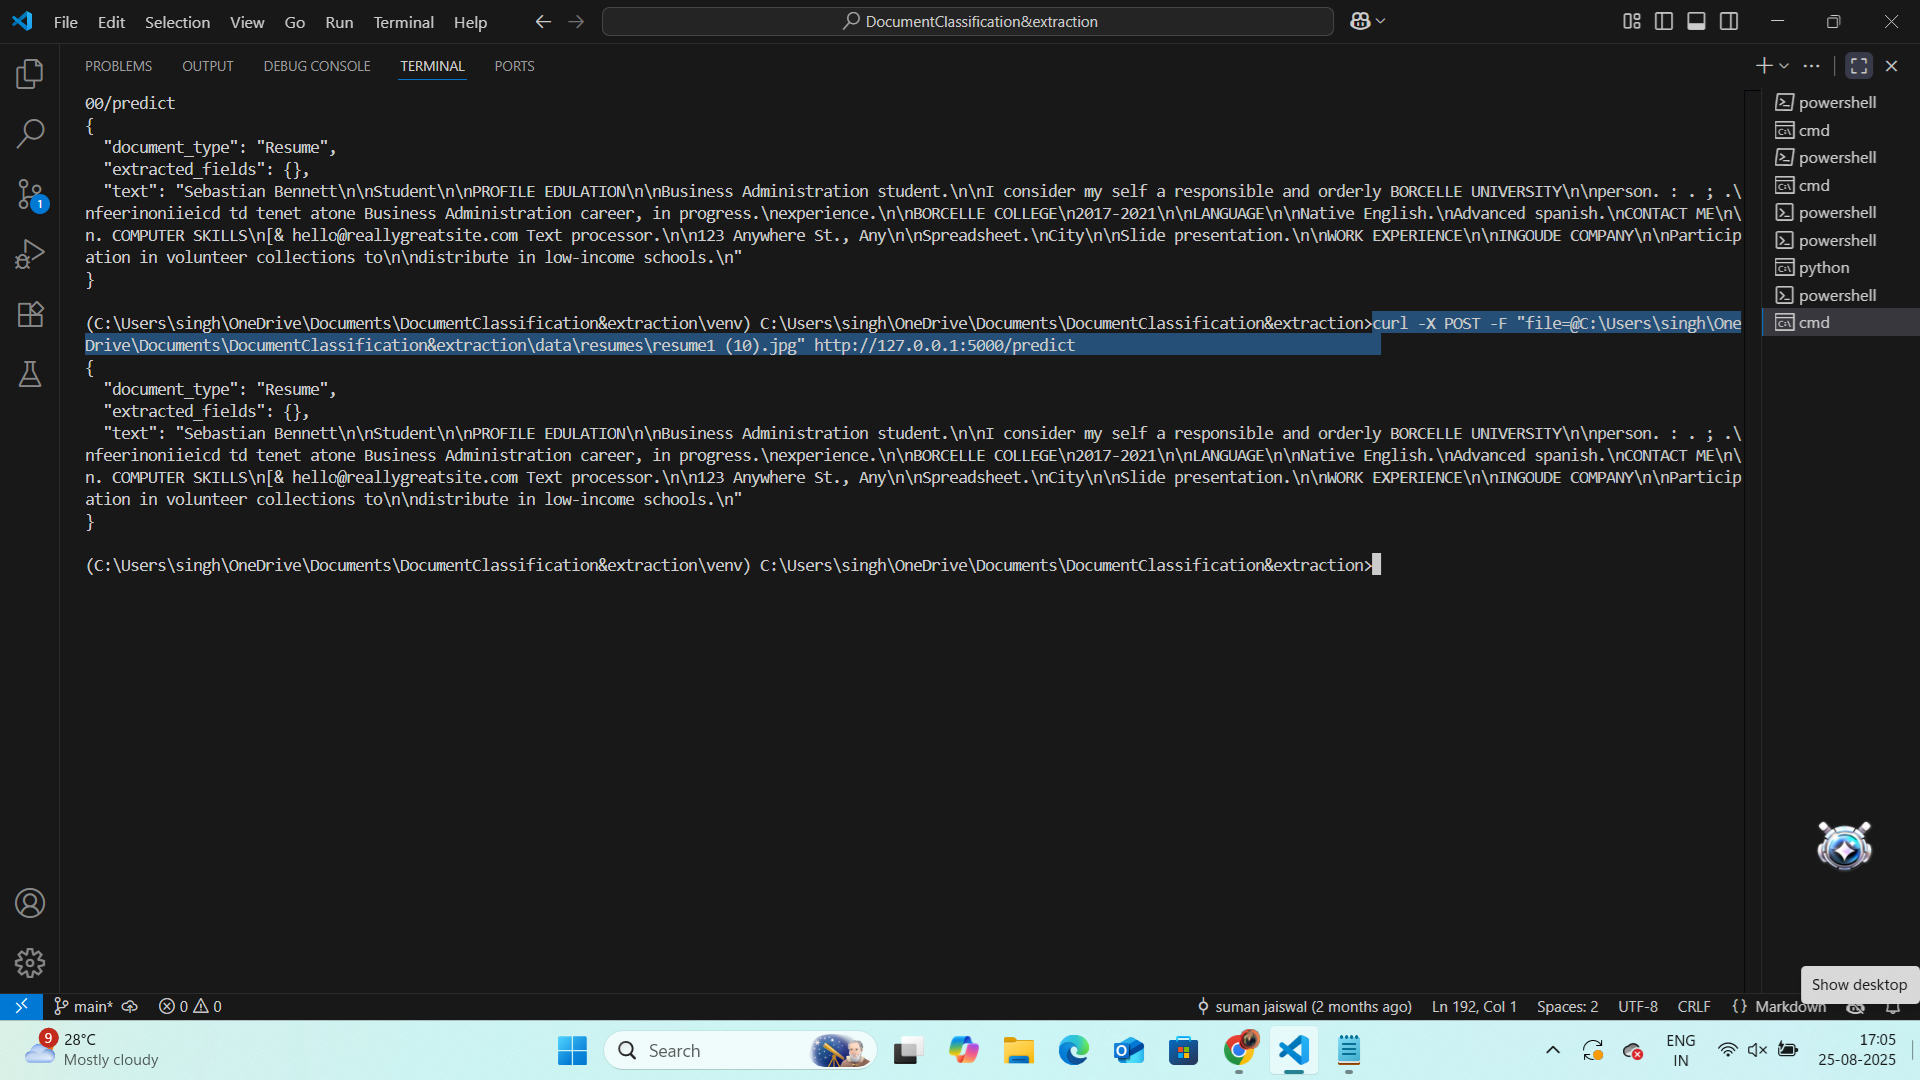 File Edit Selection View Go Run Terminal Help
DocumentClassification&extraction
PROBLEMS OUTPUT DEBUG CONSOLE TERMINAL PORTS
00/predict
{
"document_type": "Resume",
"extracted_fields": {},
"text": "Sebastian Bennett\n\nStudent\n\nPROFILE EDULATION\n\nBusiness Administration student.\n\nI consider my self a responsible and orderly BORCELLE UNIVERSITY\n\nperson. : . ; .\
nfeerinoniieicd td tenet atone Business Administration career, in progress.\nexperience.\n\nBORCELLE COLLEGE\n2017-2021\n\nLANGUAGE\n\nNative English.\nAdvanced spanish.\nCONTACT ME\n\
n. COMPUTER SKILLS\n[& hello@reallygreatsite.com Text processor.\n\n123 Anywhere St., Any\n\nSpreadsheet.\nCity\n\nSlide presentation.\n\nWORK EXPERIENCE\n\nINGOUDE COMPANY\n\nParticip
ation in volunteer collections to\n\ndistribute in low-income schools.\n"
}
(C:\Users\singh\OneDrive\Documents\DocumentClassification&extraction\venv) C:\Users\singh\OneDrive\Documents\DocumentClassification&extraction>curl -X POST -F "file=@C:\Users\singh\One
Drive\Documents\DocumentClassification&extraction\data\resumes\resume1 (10).jpg" http://127.0.0.1:5000/predict
{
"document_type": "Resume",
"extracted_fields": {},
"text": "Sebastian Bennett\n\nStudent\n\nPROFILE EDULATION\n\nBusiness Administration student.\n\nI consider my self a responsible and orderly BORCELLE UNIVERSITY\n\nperson. : . ; .\
nfeerinoniieicd td tenet atone Business Administration career, in progress.\nexperience.\n\nBORCELLE COLLEGE\n2017-2021\n\nLANGUAGE\n\nNative English.\nAdvanced spanish.\nCONTACT ME\n\
n. COMPUTER SKILLS\n[& hello@reallygreatsite.com Text processor.\n\n123 Anywhere St., Any\n\nSpreadsheet.\nCity\n\nSlide presentation.\n\nWORK EXPERIENCE\n\nINGOUDE COMPANY\n\nParticip
ation in volunteer collections to\n\ndistribute in low-income schools.\n"
}
(C:\Users\singh\OneDrive\Documents\DocumentClassification&extraction\venv) C:\Users\singh\OneDrive\Documents\DocumentClassification&extraction>
powershell
cmd
powershell
cmd
powershell
powershell
python
powershell
cmd
1
Show desktop
main* 0 0 suman jaiswal (2 months ago) Ln 192, Col 1 Spaces: 2 UTF-8 CRLF {} Markdown
9 28°C
Mostly cloudy
Search
ENG
IN
17:05
25-08-2025